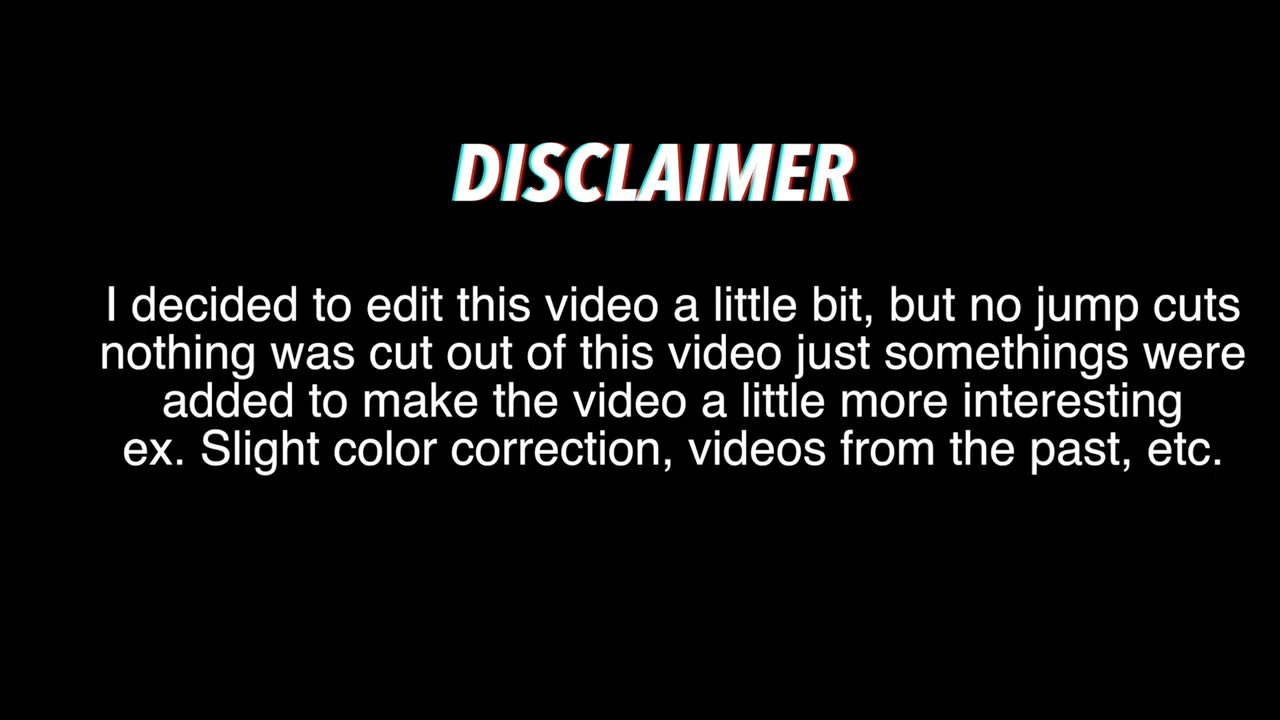 DISCLAIMER
I decided to edit this video a little bit, but no jump cuts
nothing was cut out of this video just somethings were
added to make the video a little more interesting
ex. Slight color correction, videos from the past, etc.